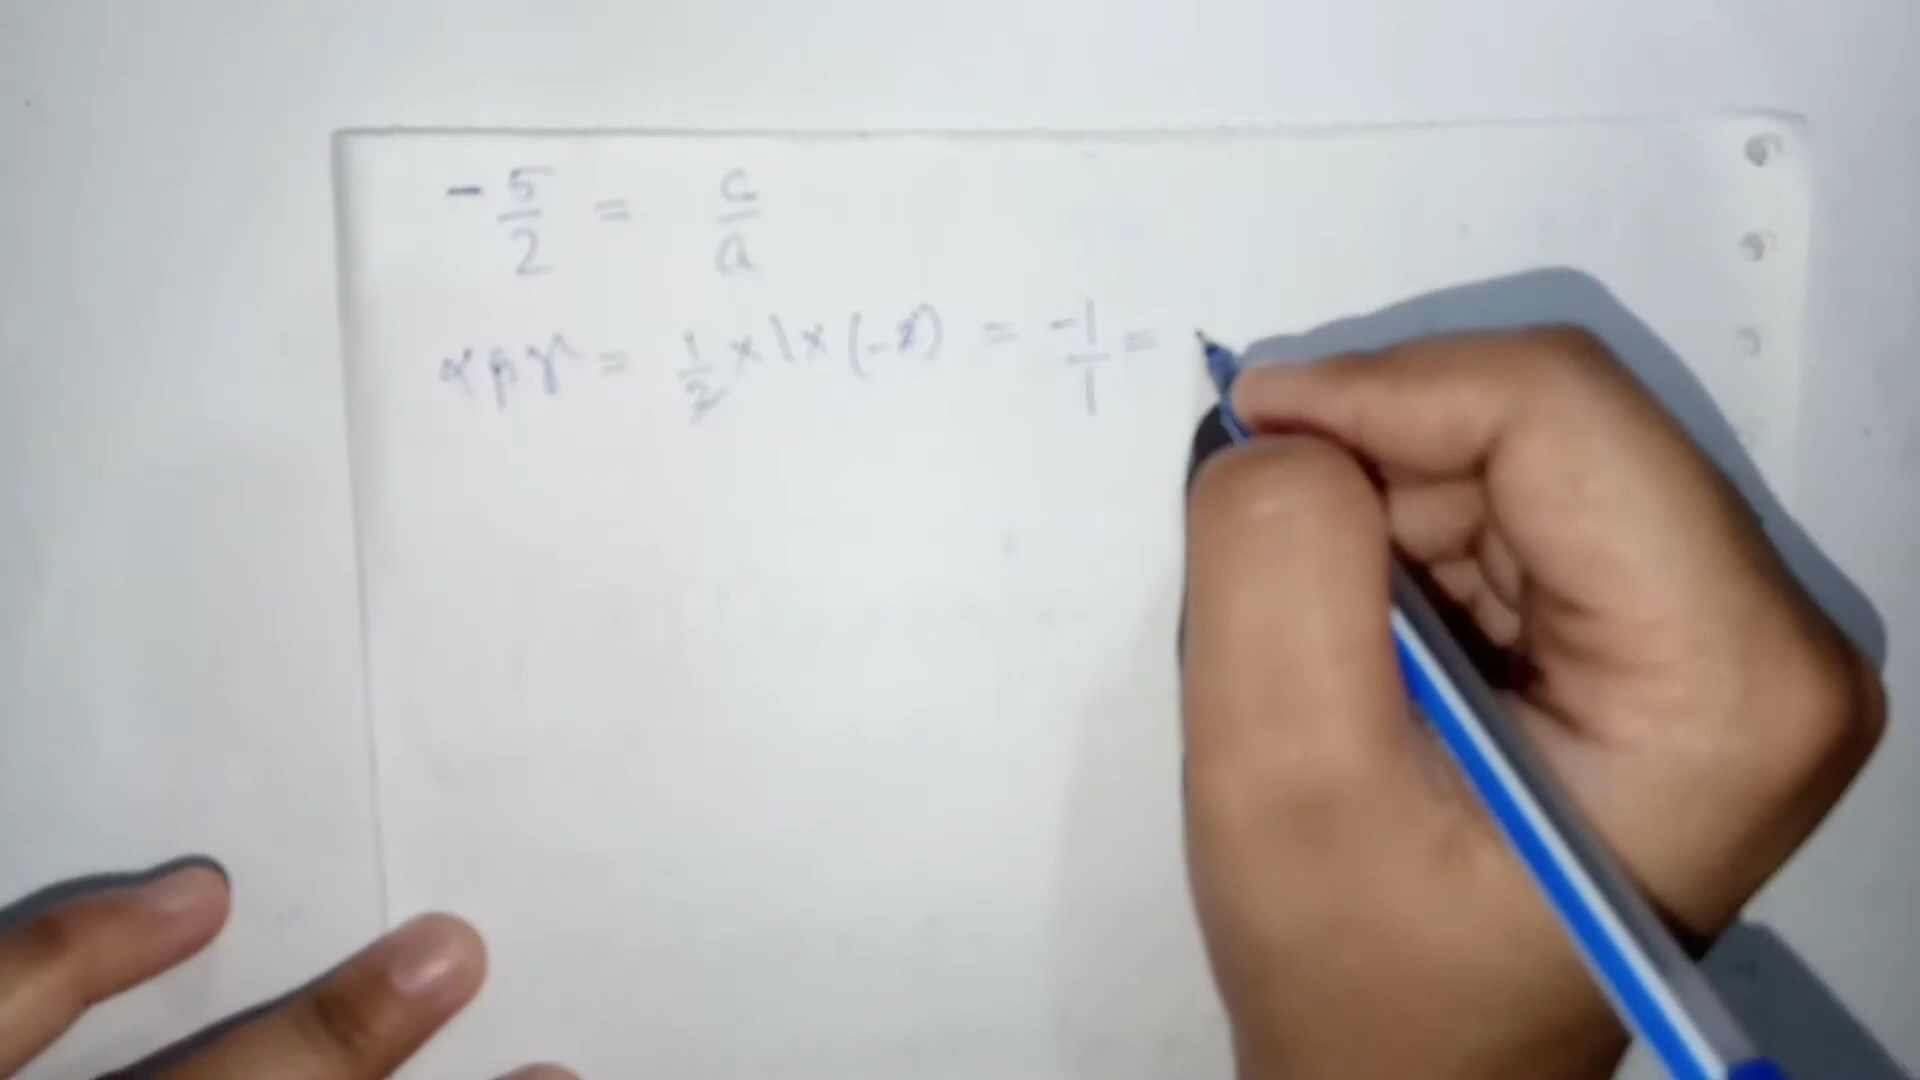 - 5/2 = c/a
αβγ = 1/2 × 1 × (-2) = -1/1 =